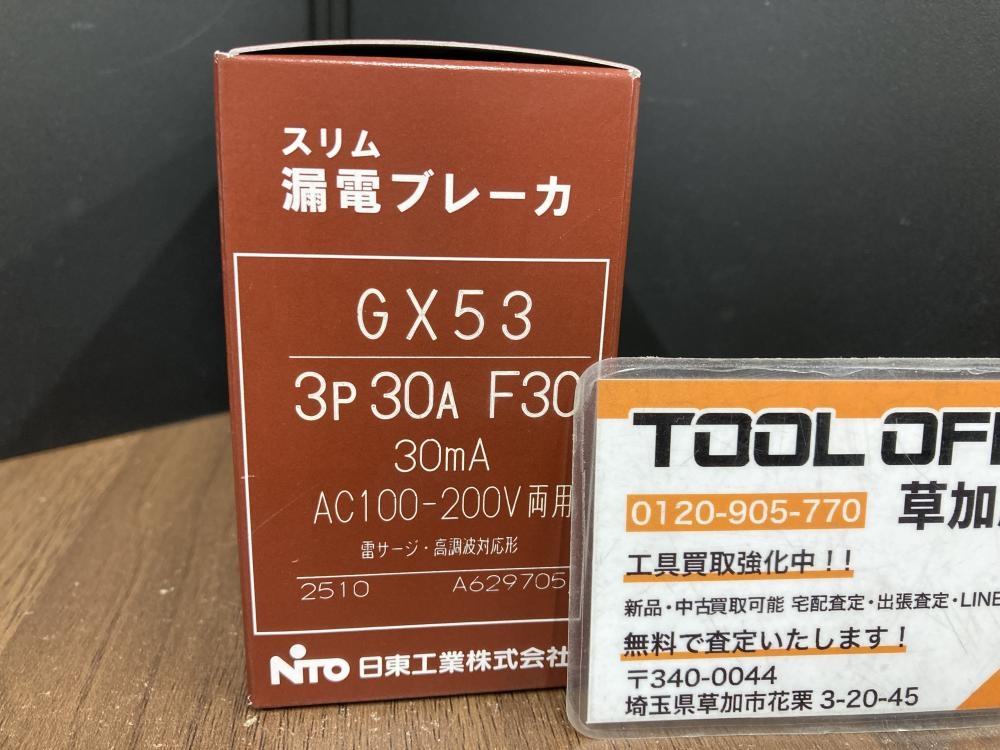 スリム
漏電ブレーカ
GX53
3P 30A F30
30mA
AC100-200V両用
雷サージ・高調波対応形
2510 A629705
NITO 日東工業株式会社
TOOL
0120-905-770
草加
工具買取強化中!!
新品・中古買取可能 宅配査定・出張査定・LINE
無料で査定いたします!
〒340-0044
埼玉県草加市花栗 3-20-45